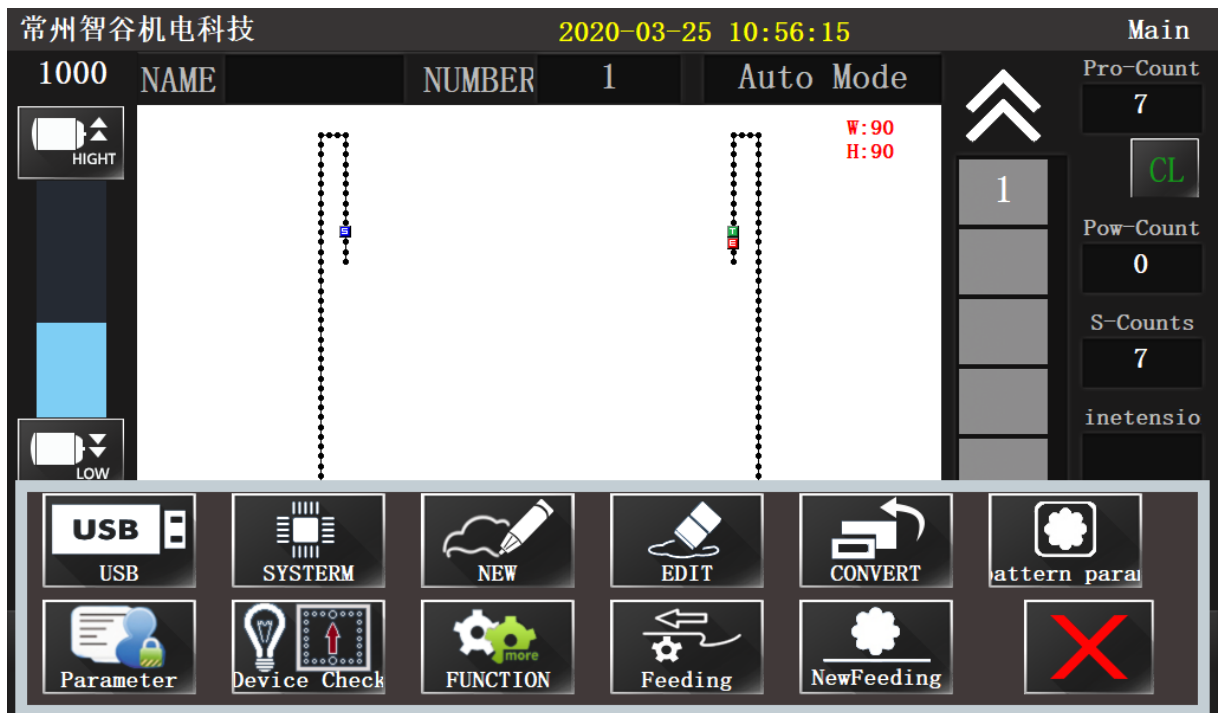 常州智谷机电科技 2020-03-25 10:56:15 Main
1000 NAME NUMBER 1 Auto Mode Pro-Count
7
HIGHT
W:90
H:90
CL
1
S
T
E
Pow-Count
0
S-Counts
7
inetensio
LOW
USB
USB SYSTERM NEW EDIT CONVERT pattern para
more
Parameter Device Check FUNCTION Feeding NewFeeding